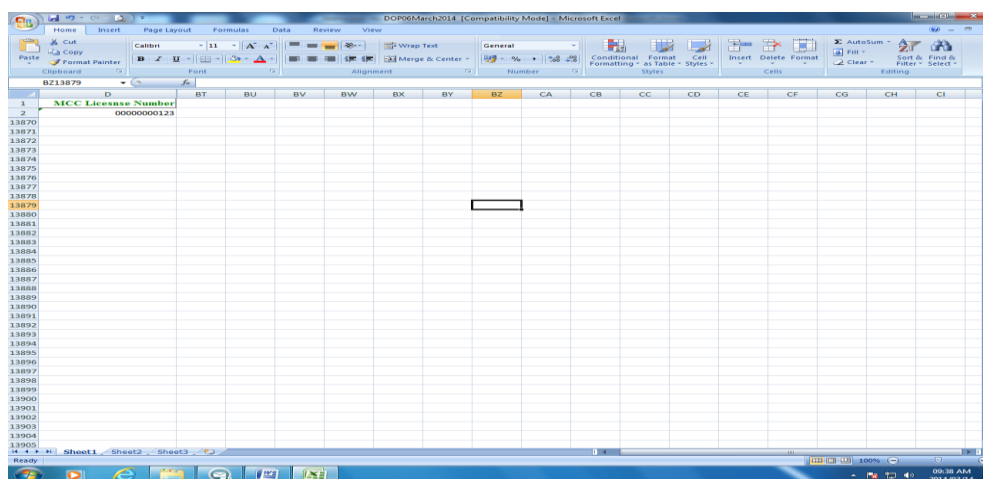 DOP06March2014 [Compatibility Mode] - Microsoft Excel
Home Insert Page Layout Formulas Data Review View
Paste Cut Copy Format Painter Clipboard
Calibri 11 A A B I U A Font
Wrap Text Merge & Center Alignment
General % , Number
Conditional Formatting Format as Table Cell Styles Styles
Insert Delete Format Cells
Σ AutoSum Fill Clear Sort & Filter Find & Select Editing
BZ13879 fx
D BT BU BV BW BX BY BZ CA CB CC CD CE CF CG CH CI
1 MCC Licesnse Number
2 00000000123
13870
13871
13872
13873
13874
13875
13876
13877
13878
13879
13880
13881
13882
13883
13884
13885
13886
13887
13888
13889
13890
13891
13892
13893
13894
13895
13896
13897
13898
13899
13900
13901
13902
13903
13904
13905
Sheet1 Sheet2 Sheet3
Ready 100%
09:38 AM